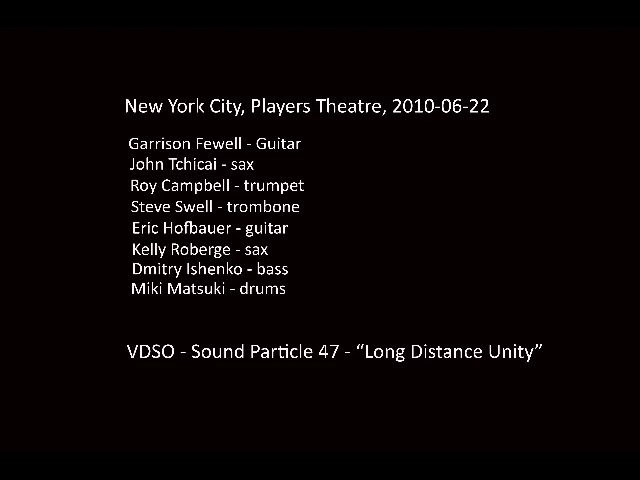 New York City, Players Theatre, 2010-06-22
Garrison Fewell - Guitar
John Tchicai - sax
Roy Campbell - trumpet
Steve Swell - trombone
Eric Hofbauer - guitar
Kelly Roberge - sax
Dmitry Ishenko - bass
Miki Matsuki - drums
VDSO - Sound Particle 47 - “Long Distance Unity”